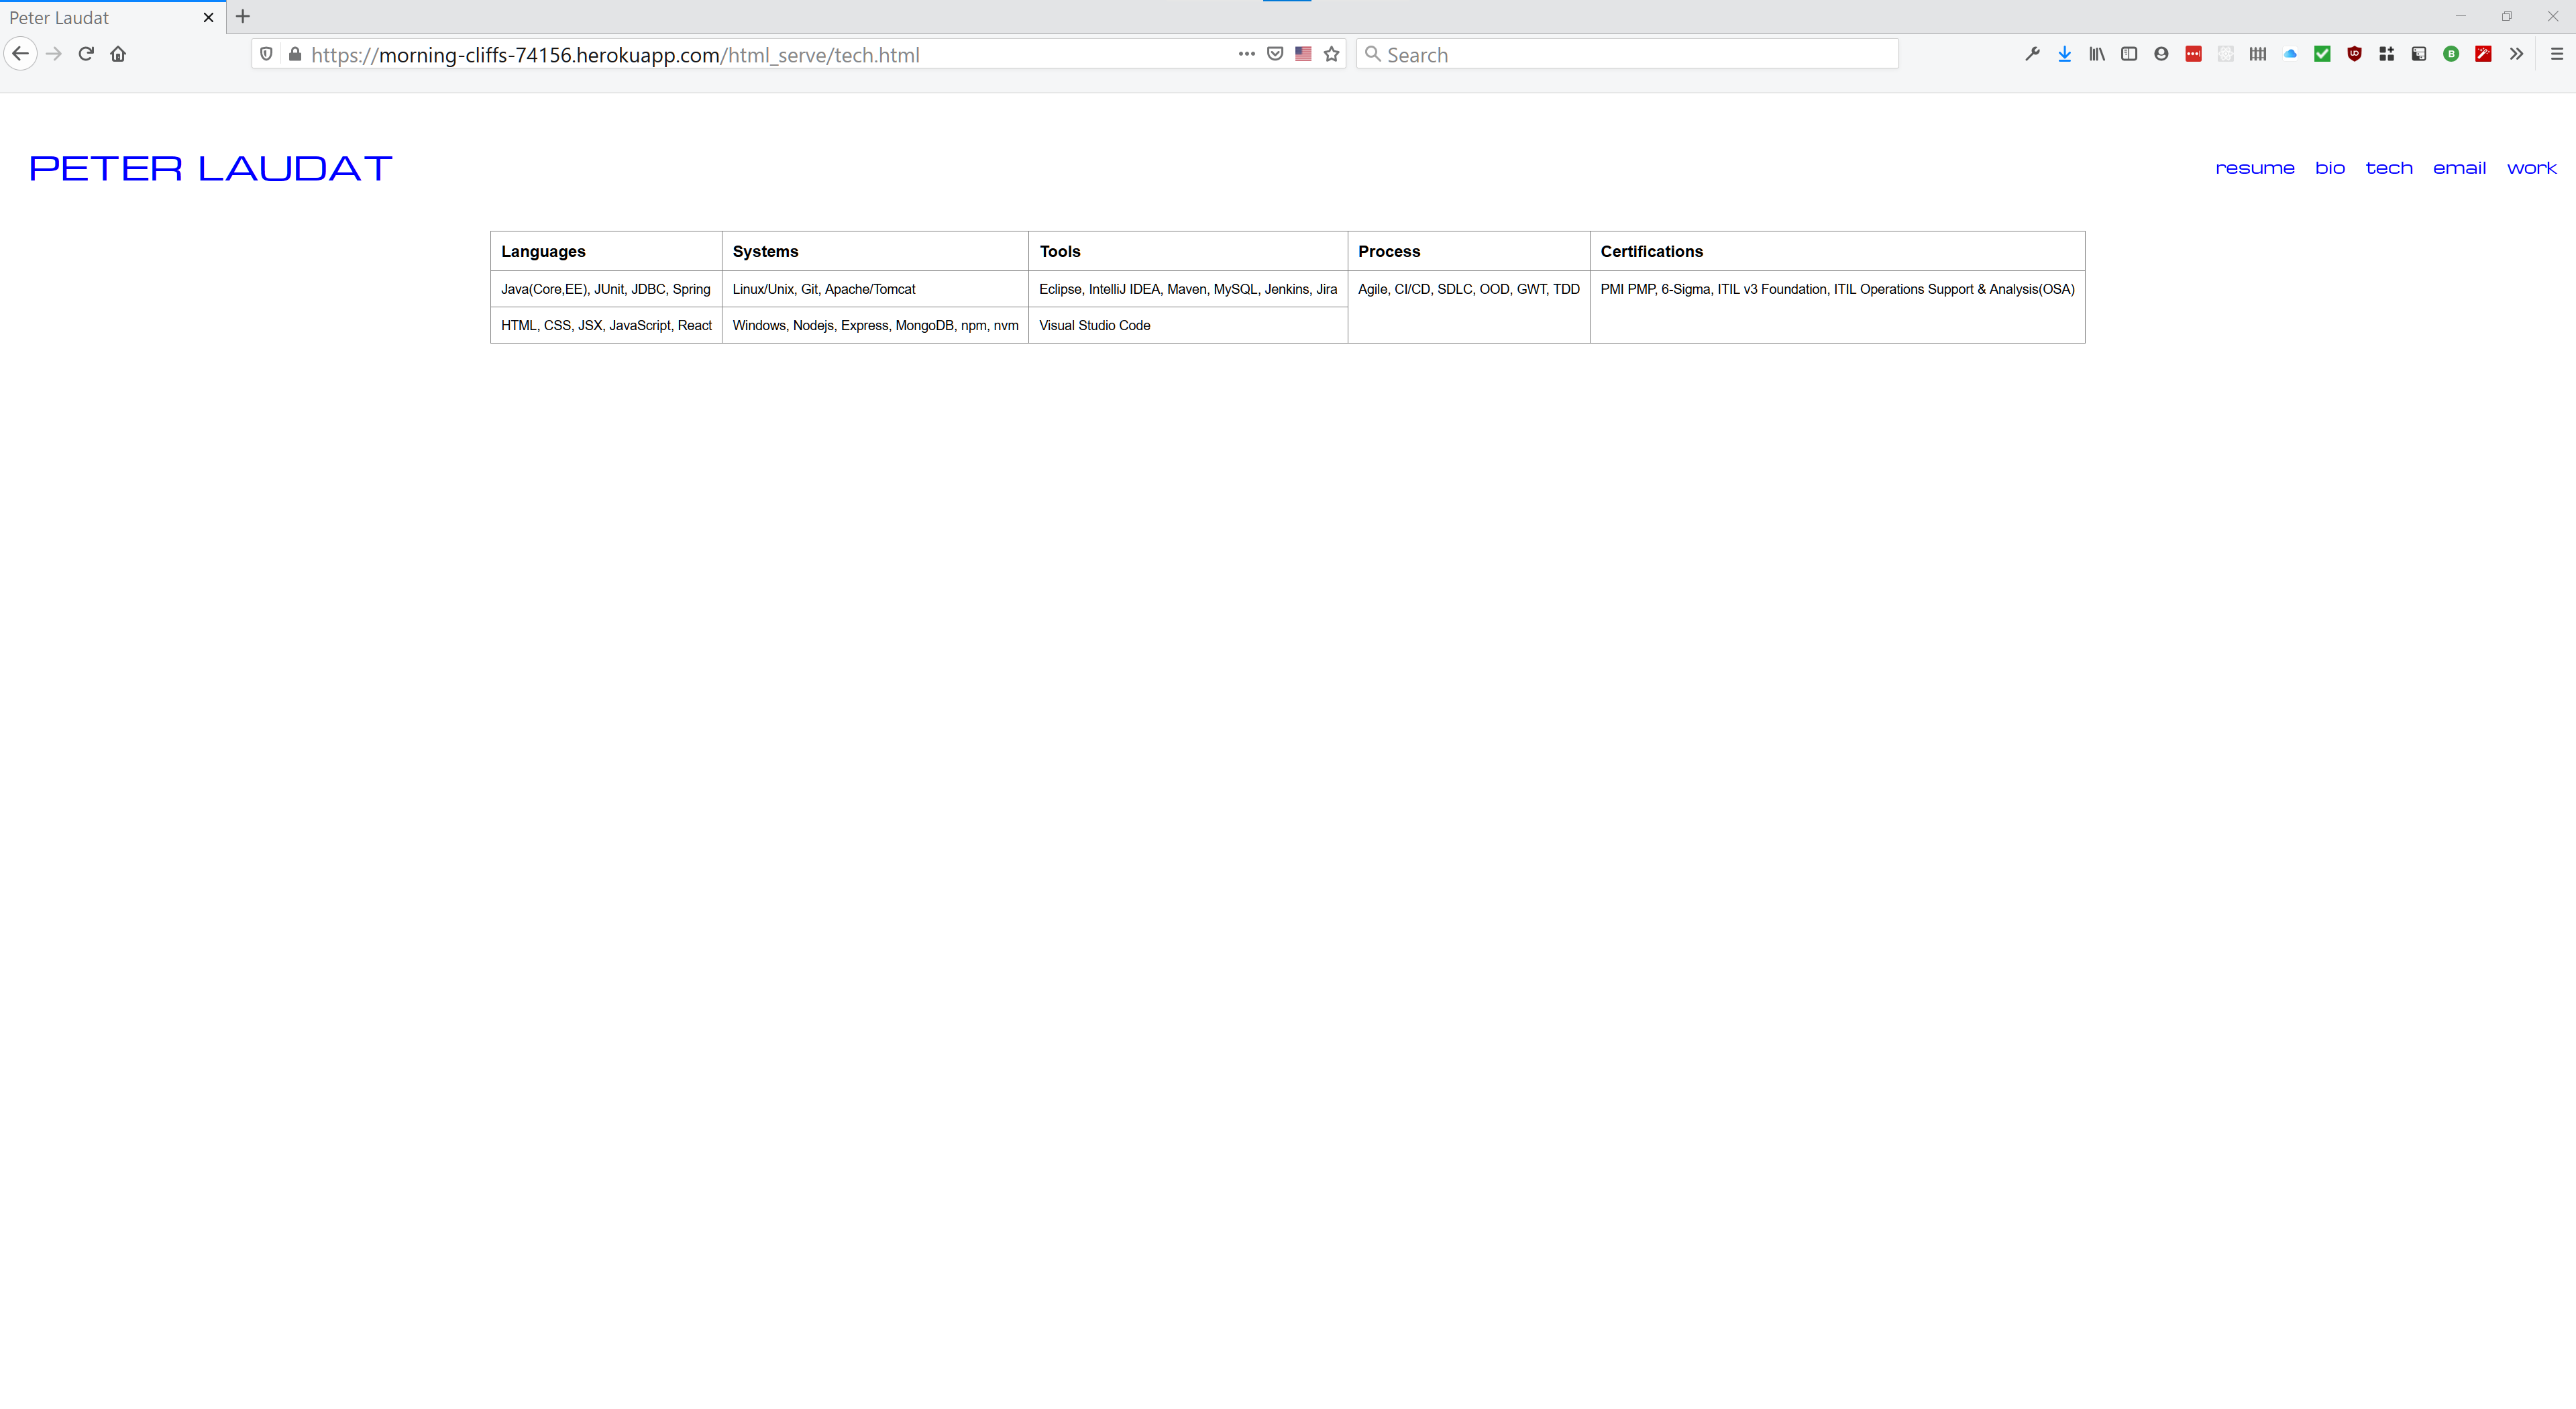 Peter Laudat
https://morning-cliffs-74156.herokuapp.com/html_serve/tech.html
Search
PETER LAUDAT
resume bio tech email work
Languages Systems Tools Process Certifications
Java(Core,EE), JUnit, JDBC, Spring Linux/Unix, Git, Apache/Tomcat Eclipse, IntelliJ IDEA, Maven, MySQL, Jenkins, Jira Agile, CI/CD, SDLC, OOD, GWT, TDD PMI PMP, 6-Sigma, ITIL v3 Foundation, ITIL Operations Support & Analysis(OSA)
HTML, CSS, JSX, JavaScript, React Windows, Nodejs, Express, MongoDB, npm, nvm Visual Studio Code